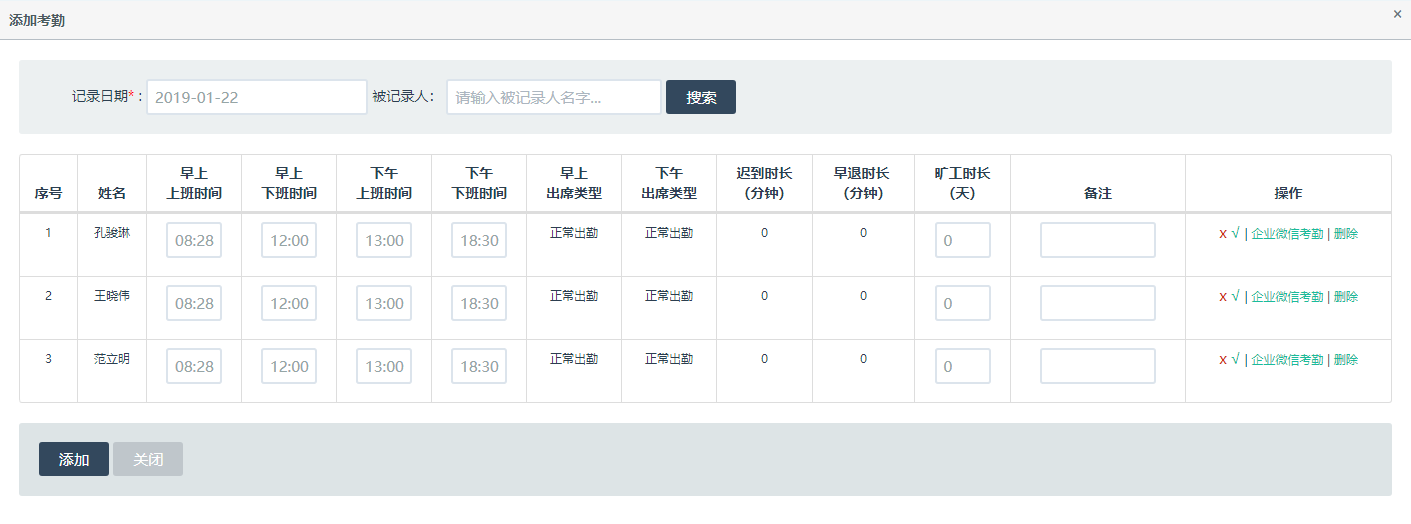 添加考勤 ×
记录日期* : 2019-01-22 被记录人： 请输入被记录人名字... 搜索
序号 姓名 早上 上班时间 早上 下班时间 下午 上班时间 下午 下班时间 早上 出席类型 下午 出席类型 迟到时长 (分钟) 早退时长 (分钟) 旷工时长 (天) 备注 操作
1 孔骏琳 08:28 12:00 13:00 18:30 正常出勤 正常出勤 0 0 0 x √ | 企业微信考勤 | 删除
2 王晓伟 08:28 12:00 13:00 18:30 正常出勤 正常出勤 0 0 0 x √ | 企业微信考勤 | 删除
3 范立明 08:28 12:00 13:00 18:30 正常出勤 正常出勤 0 0 0 x √ | 企业微信考勤 | 删除
添加 关闭